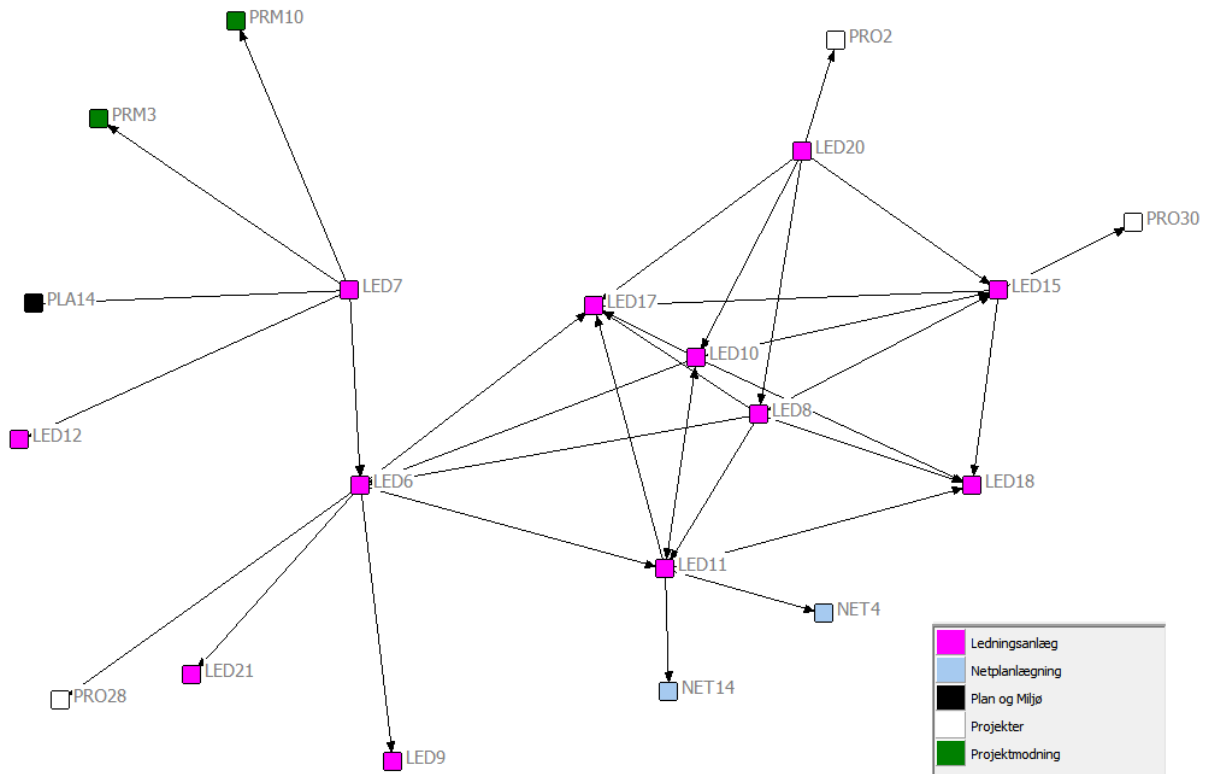 PRM10
PRO2
PRM3
LED20
PRO30
LED7
LED15
PLA14
LED17
LED10
LED8
LED12
LED6
LED18
LED11
NET4
LED21
NET14
PRO28
LED9
Ledningsanlæg
Netplanlægning
Plan og Miljø
Projekter
Projektmodning